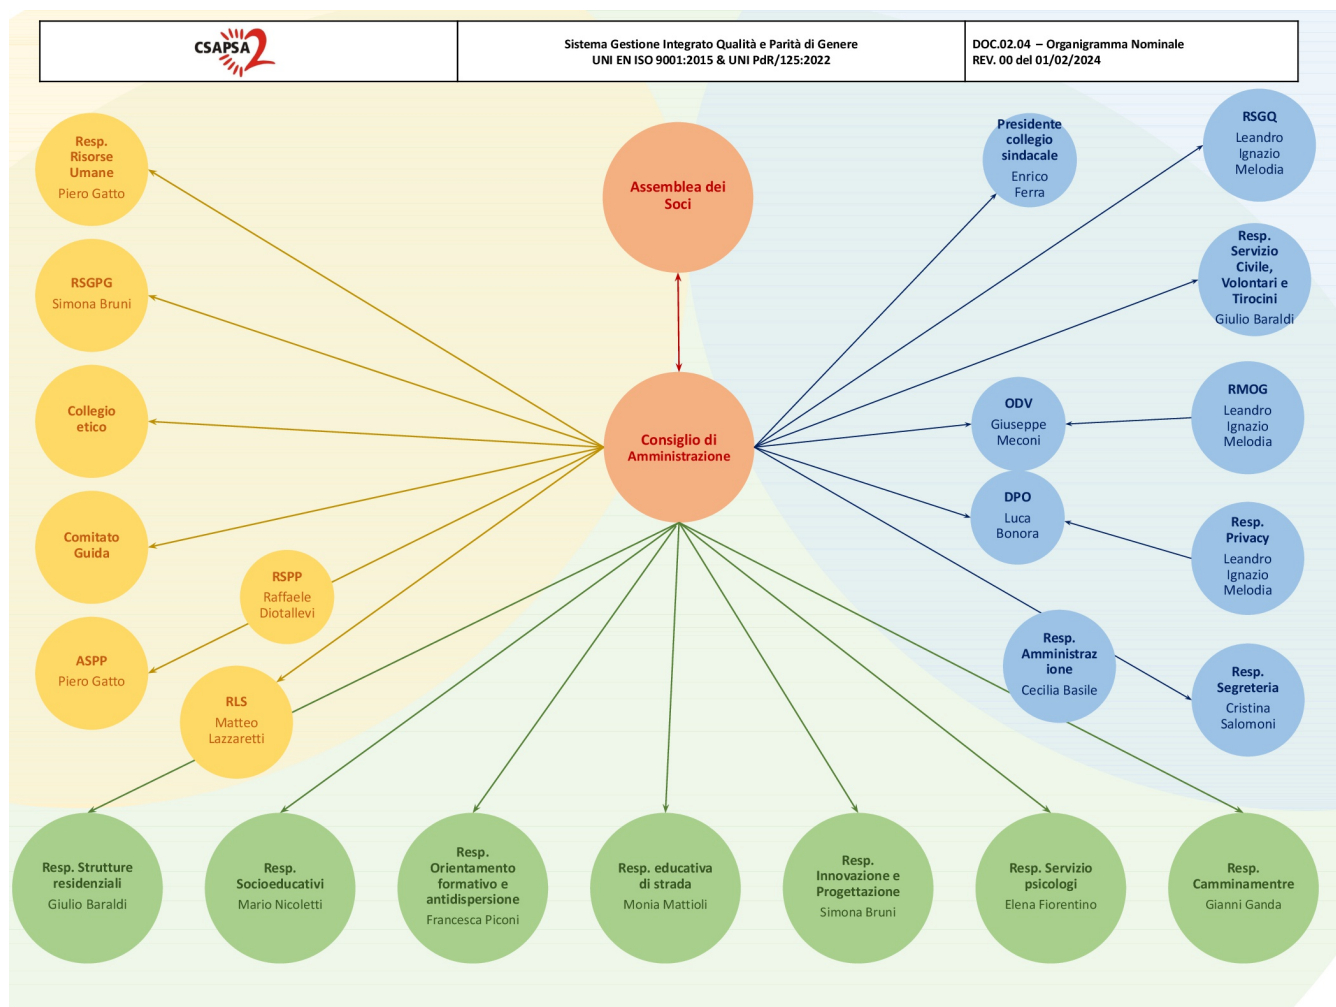 CSAPSA2
Sistema Gestione Integrato Qualità e Parità di Genere
UNI EN ISO 9001:2015 & UNI PdR/125:2022
DOC.02.04 – Organigramma Nominale
REV. 00 del 01/02/2024
Resp.
Risorse
Umane
Piero Gatto
RSGPG
Simona Bruni
Collegio
etico
Comitato
Guida
RSPP
Raffaele
Diotallevi
ASPP
Piero Gatto
RLS
Matteo
Lazzaretti
Assemblea dei
Soci
Consiglio di
Amministrazione
Presidente
collegio
sindacale
Enrico
Ferra
RSGQ
Leandro
Ignazio
Melodia
Resp.
Servizio
Civile,
Volontari e
Tirocini
Giulio Baraldi
ODV
Giuseppe
Meconi
RMOG
Leandro
Ignazio
Melodia
DPO
Luca
Bonora
Resp.
Privacy
Leandro
Ignazio
Melodia
Resp.
Amministraz
ione
Cecilia Basile
Resp.
Segreteria
Cristina
Salomoni
Resp. Strutture
residenziali
Giulio Baraldi
Resp.
Socioeducativi
Mario Nicoletti
Resp.
Orientamento
formativo e
antidispersione
Francesca Piconi
Resp. educativa
di strada
Monia Mattioli
Resp.
Innovazione e
Progettazione
Simona Bruni
Resp. Servizio
psicologi
Elena Fiorentino
Resp.
Camminamentre
Gianni Ganda